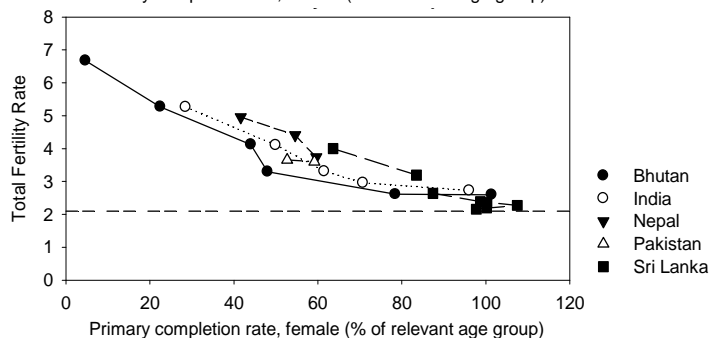 8
7
6
5
4
3
2
1
0
Total Fertility Rate
0 20 40 60 80 100 120
Primary completion rate, female (% of relevant age group)
Bhutan
India
Nepal
Pakistan
Sri Lanka